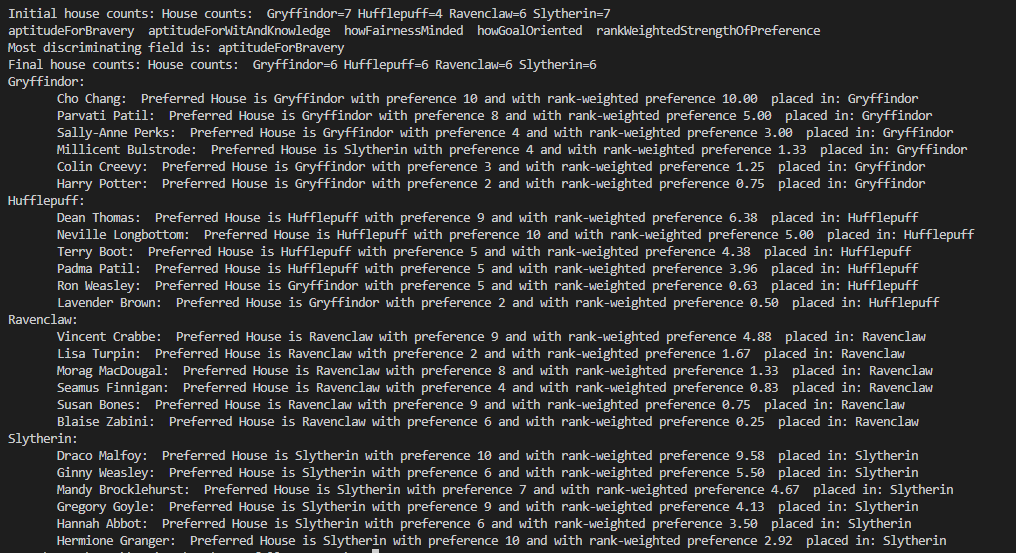 Initial house counts: House counts:  Gryffindor=7 Hufflepuff=4 Ravenclaw=6 Slytherin=7
aptitudeForBravery  aptitudeForWitAndKnowledge  howFairnessMinded  howGoalOriented  rankWeightedStrengthOfPreference
Most discriminating field is: aptitudeForBravery
Final house counts: House counts:  Gryffindor=6 Hufflepuff=6 Ravenclaw=6 Slytherin=6
Gryffindor:
Cho Chang:  Preferred House is Gryffindor with preference 10 and with rank-weighted preference 10.00  placed in: Gryffindor
Parvati Patil:  Preferred House is Gryffindor with preference 8 and with rank-weighted preference 5.00  placed in: Gryffindor
Sally-Anne Perks:  Preferred House is Gryffindor with preference 4 and with rank-weighted preference 3.00  placed in: Gryffindor
Millicent Bulstrode:  Preferred House is Slytherin with preference 4 and with rank-weighted preference 1.33  placed in: Gryffindor
Colin Creevy:  Preferred House is Gryffindor with preference 3 and with rank-weighted preference 1.25  placed in: Gryffindor
Harry Potter:  Preferred House is Gryffindor with preference 2 and with rank-weighted preference 0.75  placed in: Gryffindor
Hufflepuff:
Dean Thomas:  Preferred House is Hufflepuff with preference 9 and with rank-weighted preference 6.38  placed in: Hufflepuff
Neville Longbottom:  Preferred House is Hufflepuff with preference 10 and with rank-weighted preference 5.00  placed in: Hufflepuff
Terry Boot:  Preferred House is Hufflepuff with preference 5 and with rank-weighted preference 4.38  placed in: Hufflepuff
Padma Patil:  Preferred House is Hufflepuff with preference 5 and with rank-weighted preference 3.96  placed in: Hufflepuff
Ron Weasley:  Preferred House is Gryffindor with preference 5 and with rank-weighted preference 0.63  placed in: Hufflepuff
Lavender Brown:  Preferred House is Gryffindor with preference 2 and with rank-weighted preference 0.50  placed in: Hufflepuff
Ravenclaw:
Vincent Crabbe:  Preferred House is Ravenclaw with preference 9 and with rank-weighted preference 4.88  placed in: Ravenclaw
Lisa Turpin:  Preferred House is Ravenclaw with preference 2 and with rank-weighted preference 1.67  placed in: Ravenclaw
Morag MacDougal:  Preferred House is Ravenclaw with preference 8 and with rank-weighted preference 1.33  placed in: Ravenclaw
Seamus Finnigan:  Preferred House is Ravenclaw with preference 4 and with rank-weighted preference 0.83  placed in: Ravenclaw
Susan Bones:  Preferred House is Ravenclaw with preference 9 and with rank-weighted preference 0.75  placed in: Ravenclaw
Blaise Zabini:  Preferred House is Ravenclaw with preference 6 and with rank-weighted preference 0.25  placed in: Ravenclaw
Slytherin:
Draco Malfoy:  Preferred House is Slytherin with preference 10 and with rank-weighted preference 9.58  placed in: Slytherin
Ginny Weasley:  Preferred House is Slytherin with preference 6 and with rank-weighted preference 5.50  placed in: Slytherin
Mandy Brocklehurst:  Preferred House is Slytherin with preference 7 and with rank-weighted preference 4.67  placed in: Slytherin
Gregory Goyle:  Preferred House is Slytherin with preference 9 and with rank-weighted preference 4.13  placed in: Slytherin
Hannah Abbot:  Preferred House is Slytherin with preference 6 and with rank-weighted preference 3.50  placed in: Slytherin
Hermione Granger:  Preferred House is Slytherin with preference 10 and with rank-weighted preference 2.92  placed in: Slytherin